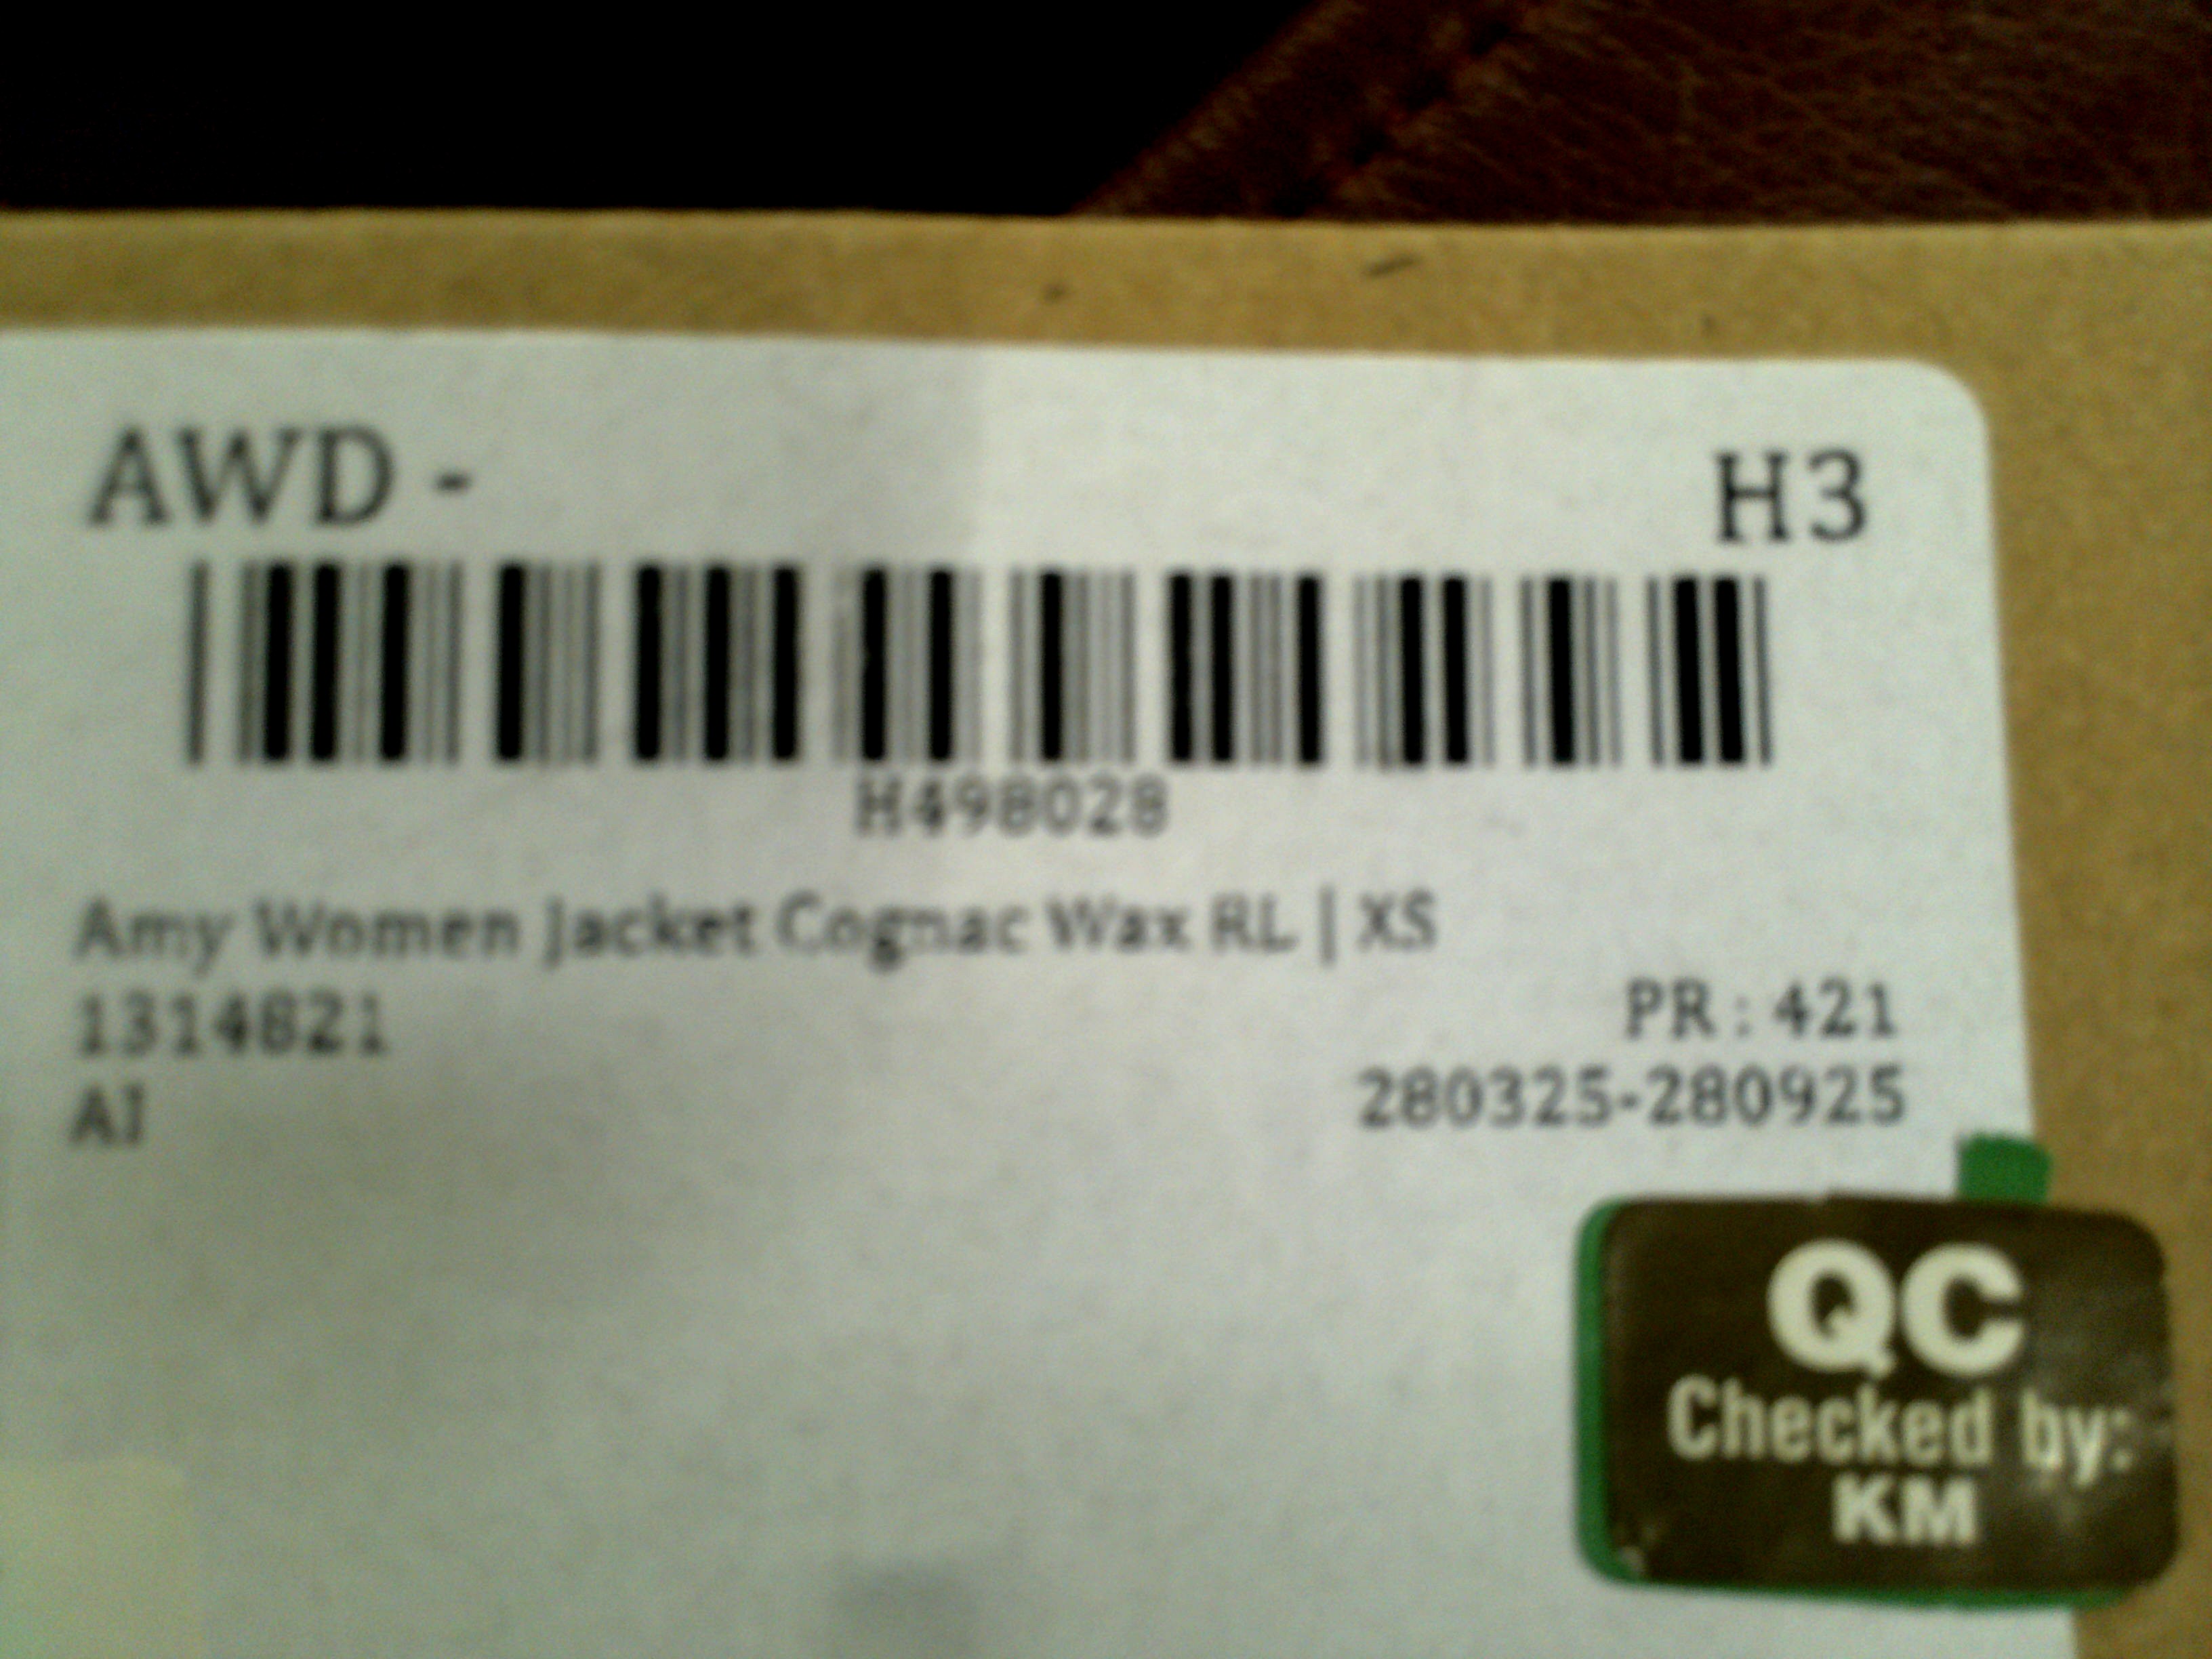 AWD - H3
H498028
Amy Women Jacket Cognac Wax RL | XS
1314821
PR : 421
AI
280325-280925
QC
Checked by:
KM